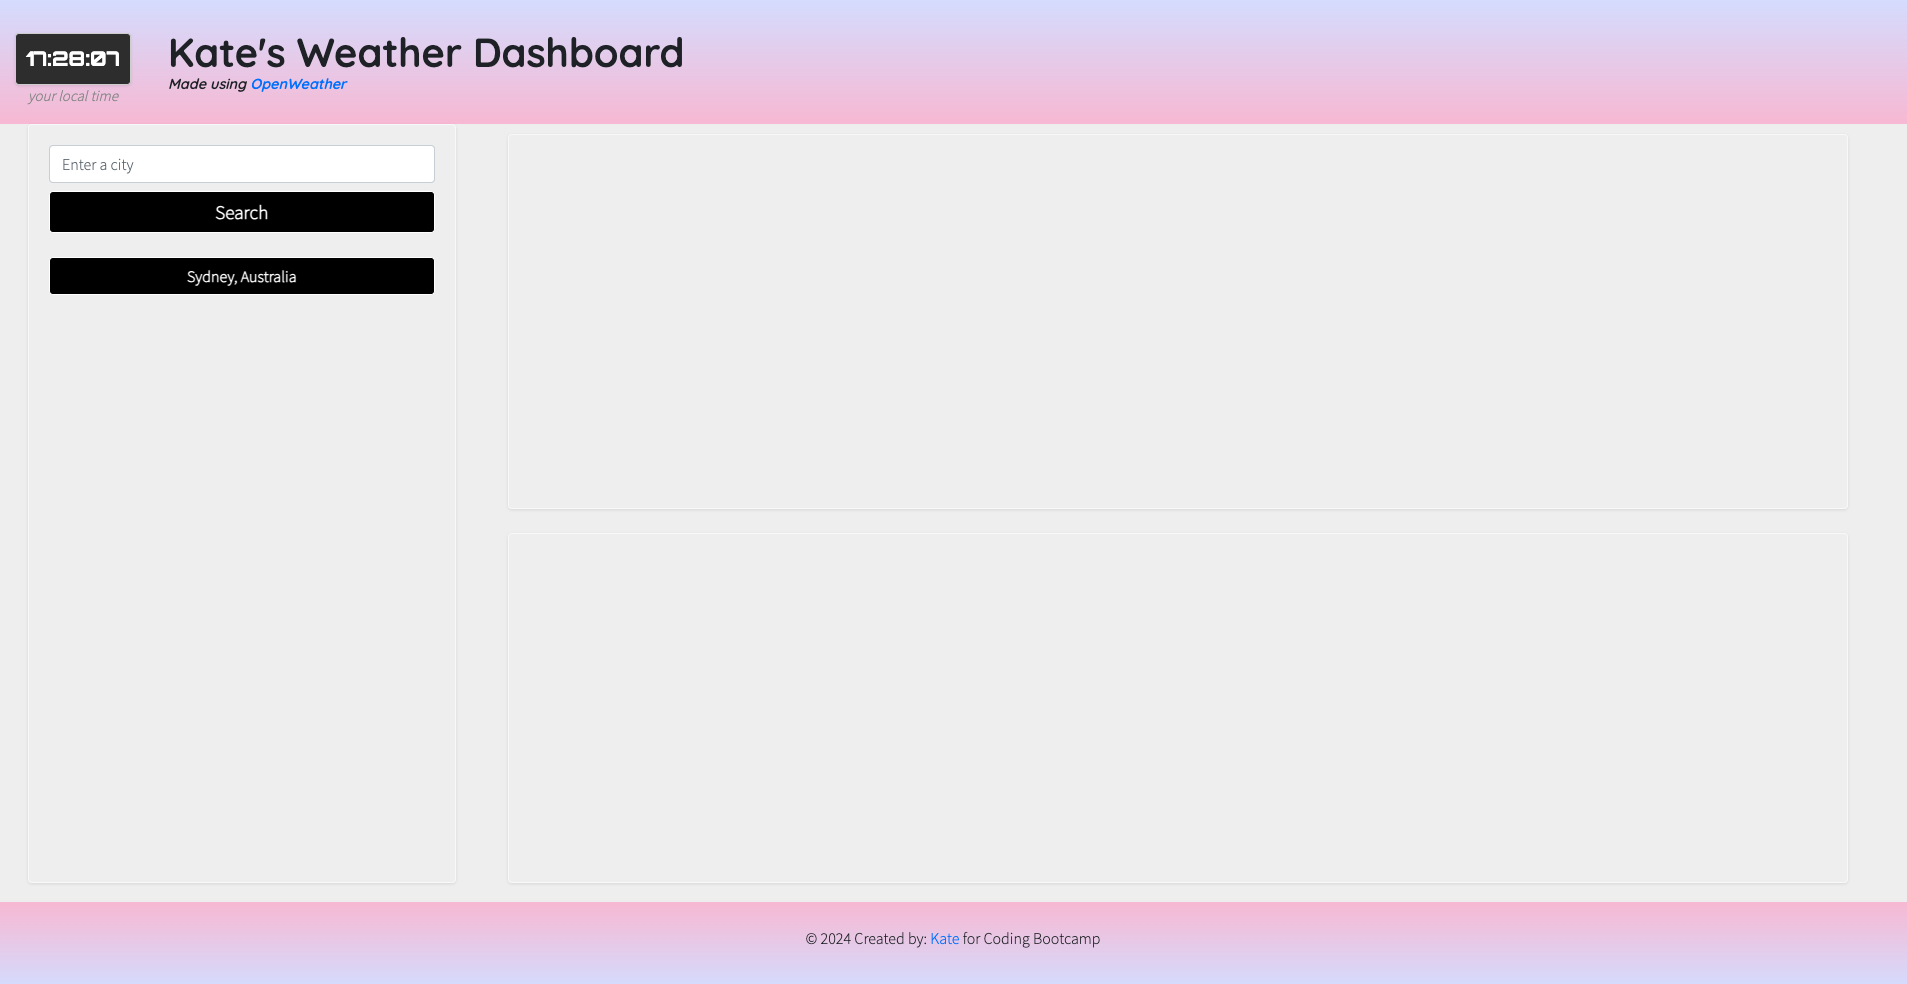 17:28:07
your local time
Kate's Weather Dashboard
Made using OpenWeather
Enter a city
Search
Sydney, Australia
© 2024 Created by: Kate for Coding Bootcamp